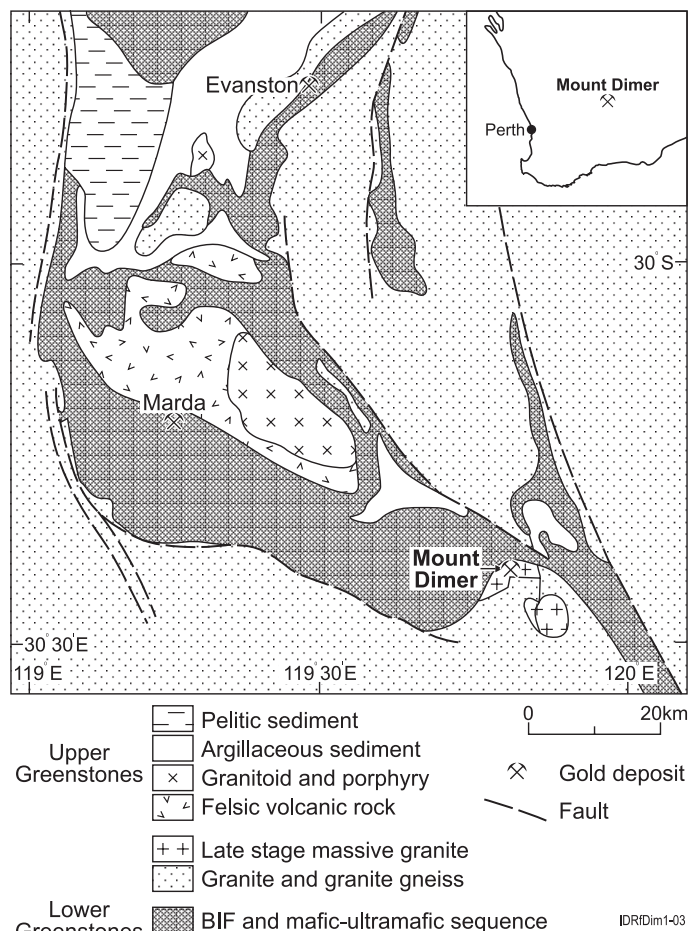 Evanston
Mount Dimer
Perth
30°S
Marda
Mount
Dimer
30°30'E
119°E
119°30'E
120°E
0
20km
Upper
Greenstones
Pelitic sediment
Argillaceous sediment
Granitoid and porphyry
Felsic volcanic rock
Late stage massive granite
Granite and granite gneiss
Lower
Greenstones
BIF and mafic-ultramafic sequence
Gold deposit
Fault
IDRfDim1-03